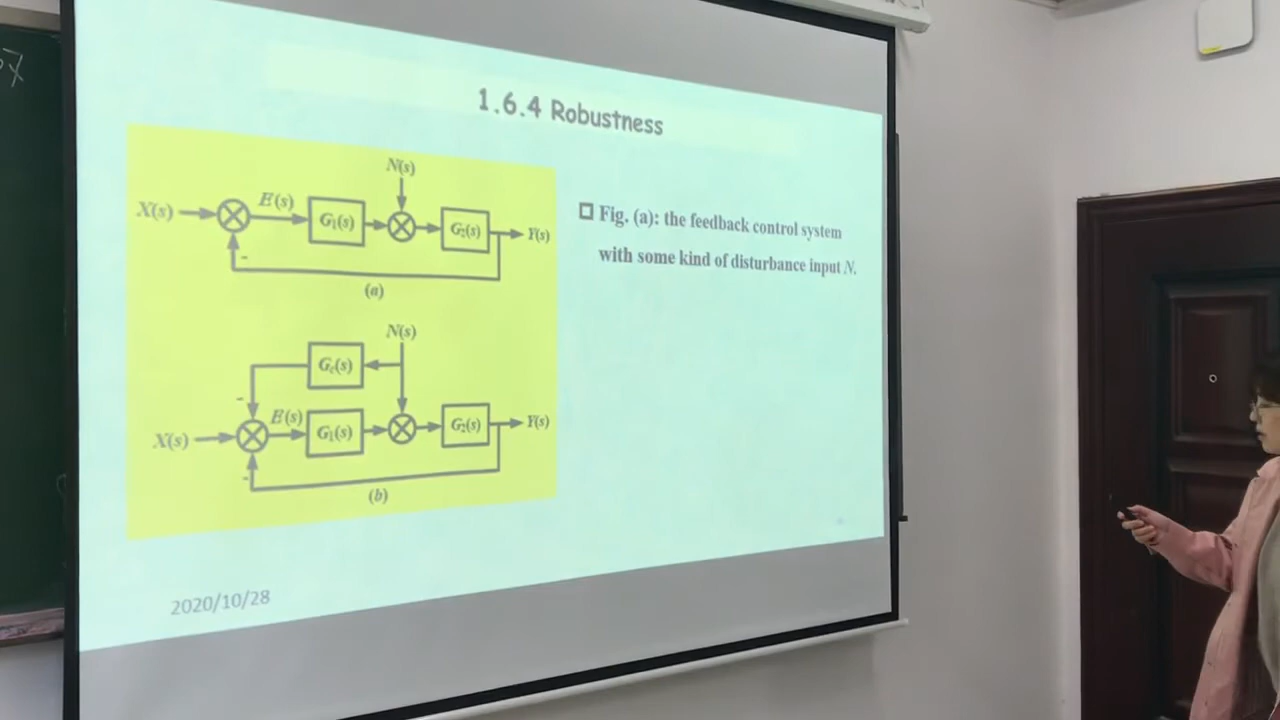 1.6.4 Robustness
N(s)
X(s) E(s) G₁(s) G₂(s) Y(s)
-
(a)
☐ Fig. (a): the feedback control system
with some kind of disturbance input N.
N(s)
Gc(s)
-
X(s) E(s) G₁(s) G₂(s) Y(s)
-
(b)
2020/10/28